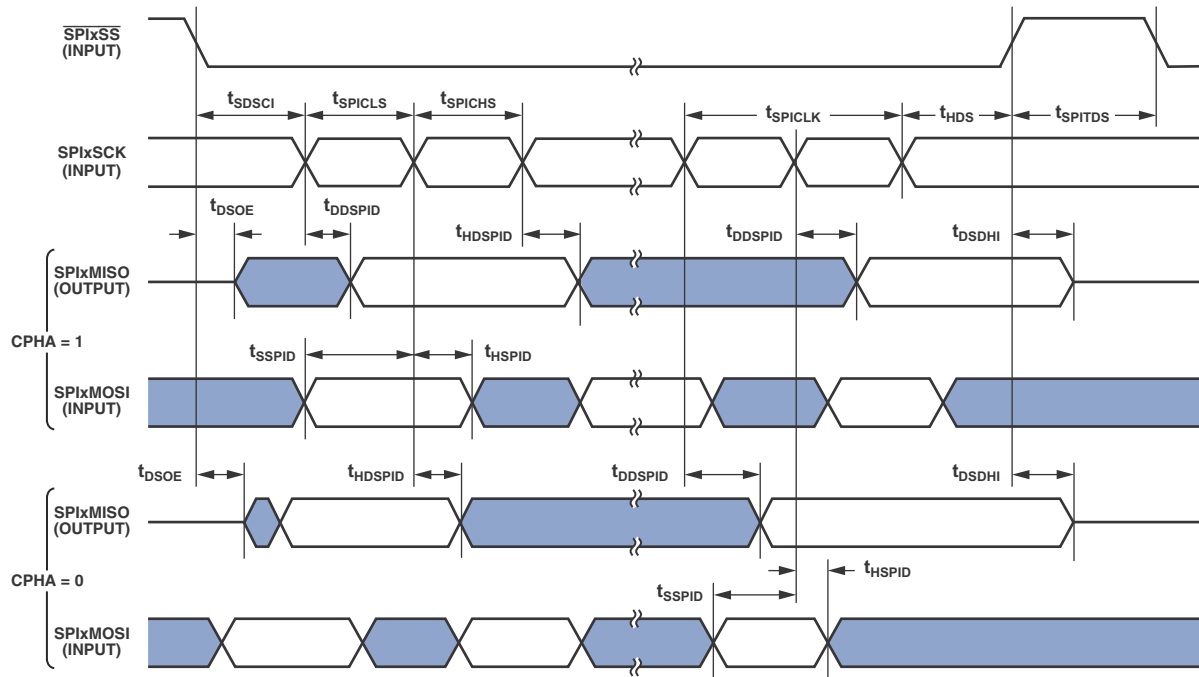 SPIxSS
(INPUT)
tSDSCI tSPICLS tSPICHS tSPICLK tHDS tSPITDS
SPIxSCK
(INPUT)
tDSOE tDDSPID tHDSPID tDDSPID tDSDHI
SPIxMISO
(OUTPUT)
CPHA = 1
tSSPID tHSPID
SPIxMOSI
(INPUT)
tDSOE tHDSPID tDDSPID tDSDHI
SPIxMISO
(OUTPUT)
CPHA = 0
tSSPID tHSPID
SPIxMOSI
(INPUT)